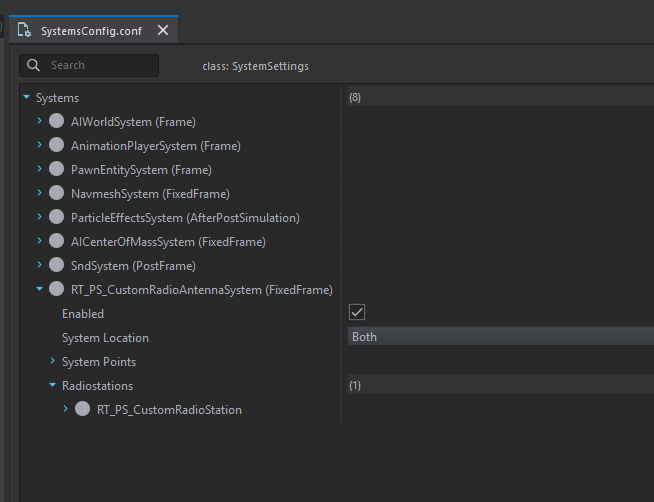 SystemsConfig.conf
Search
class: SystemSettings
Systems (8)
AIWorldSystem (Frame)
AnimationPlayerSystem (Frame)
PawnEntitySystem (Frame)
NavmeshSystem (FixedFrame)
ParticleEffectsSystem (AfterPostSimulation)
AICenterOfMassSystem (FixedFrame)
SndSystem (PostFrame)
RT_PS_CustomRadioAntennaSystem (FixedFrame)
Enabled
System Location Both
System Points
Radiostations (1)
RT_PS_CustomRadioStation